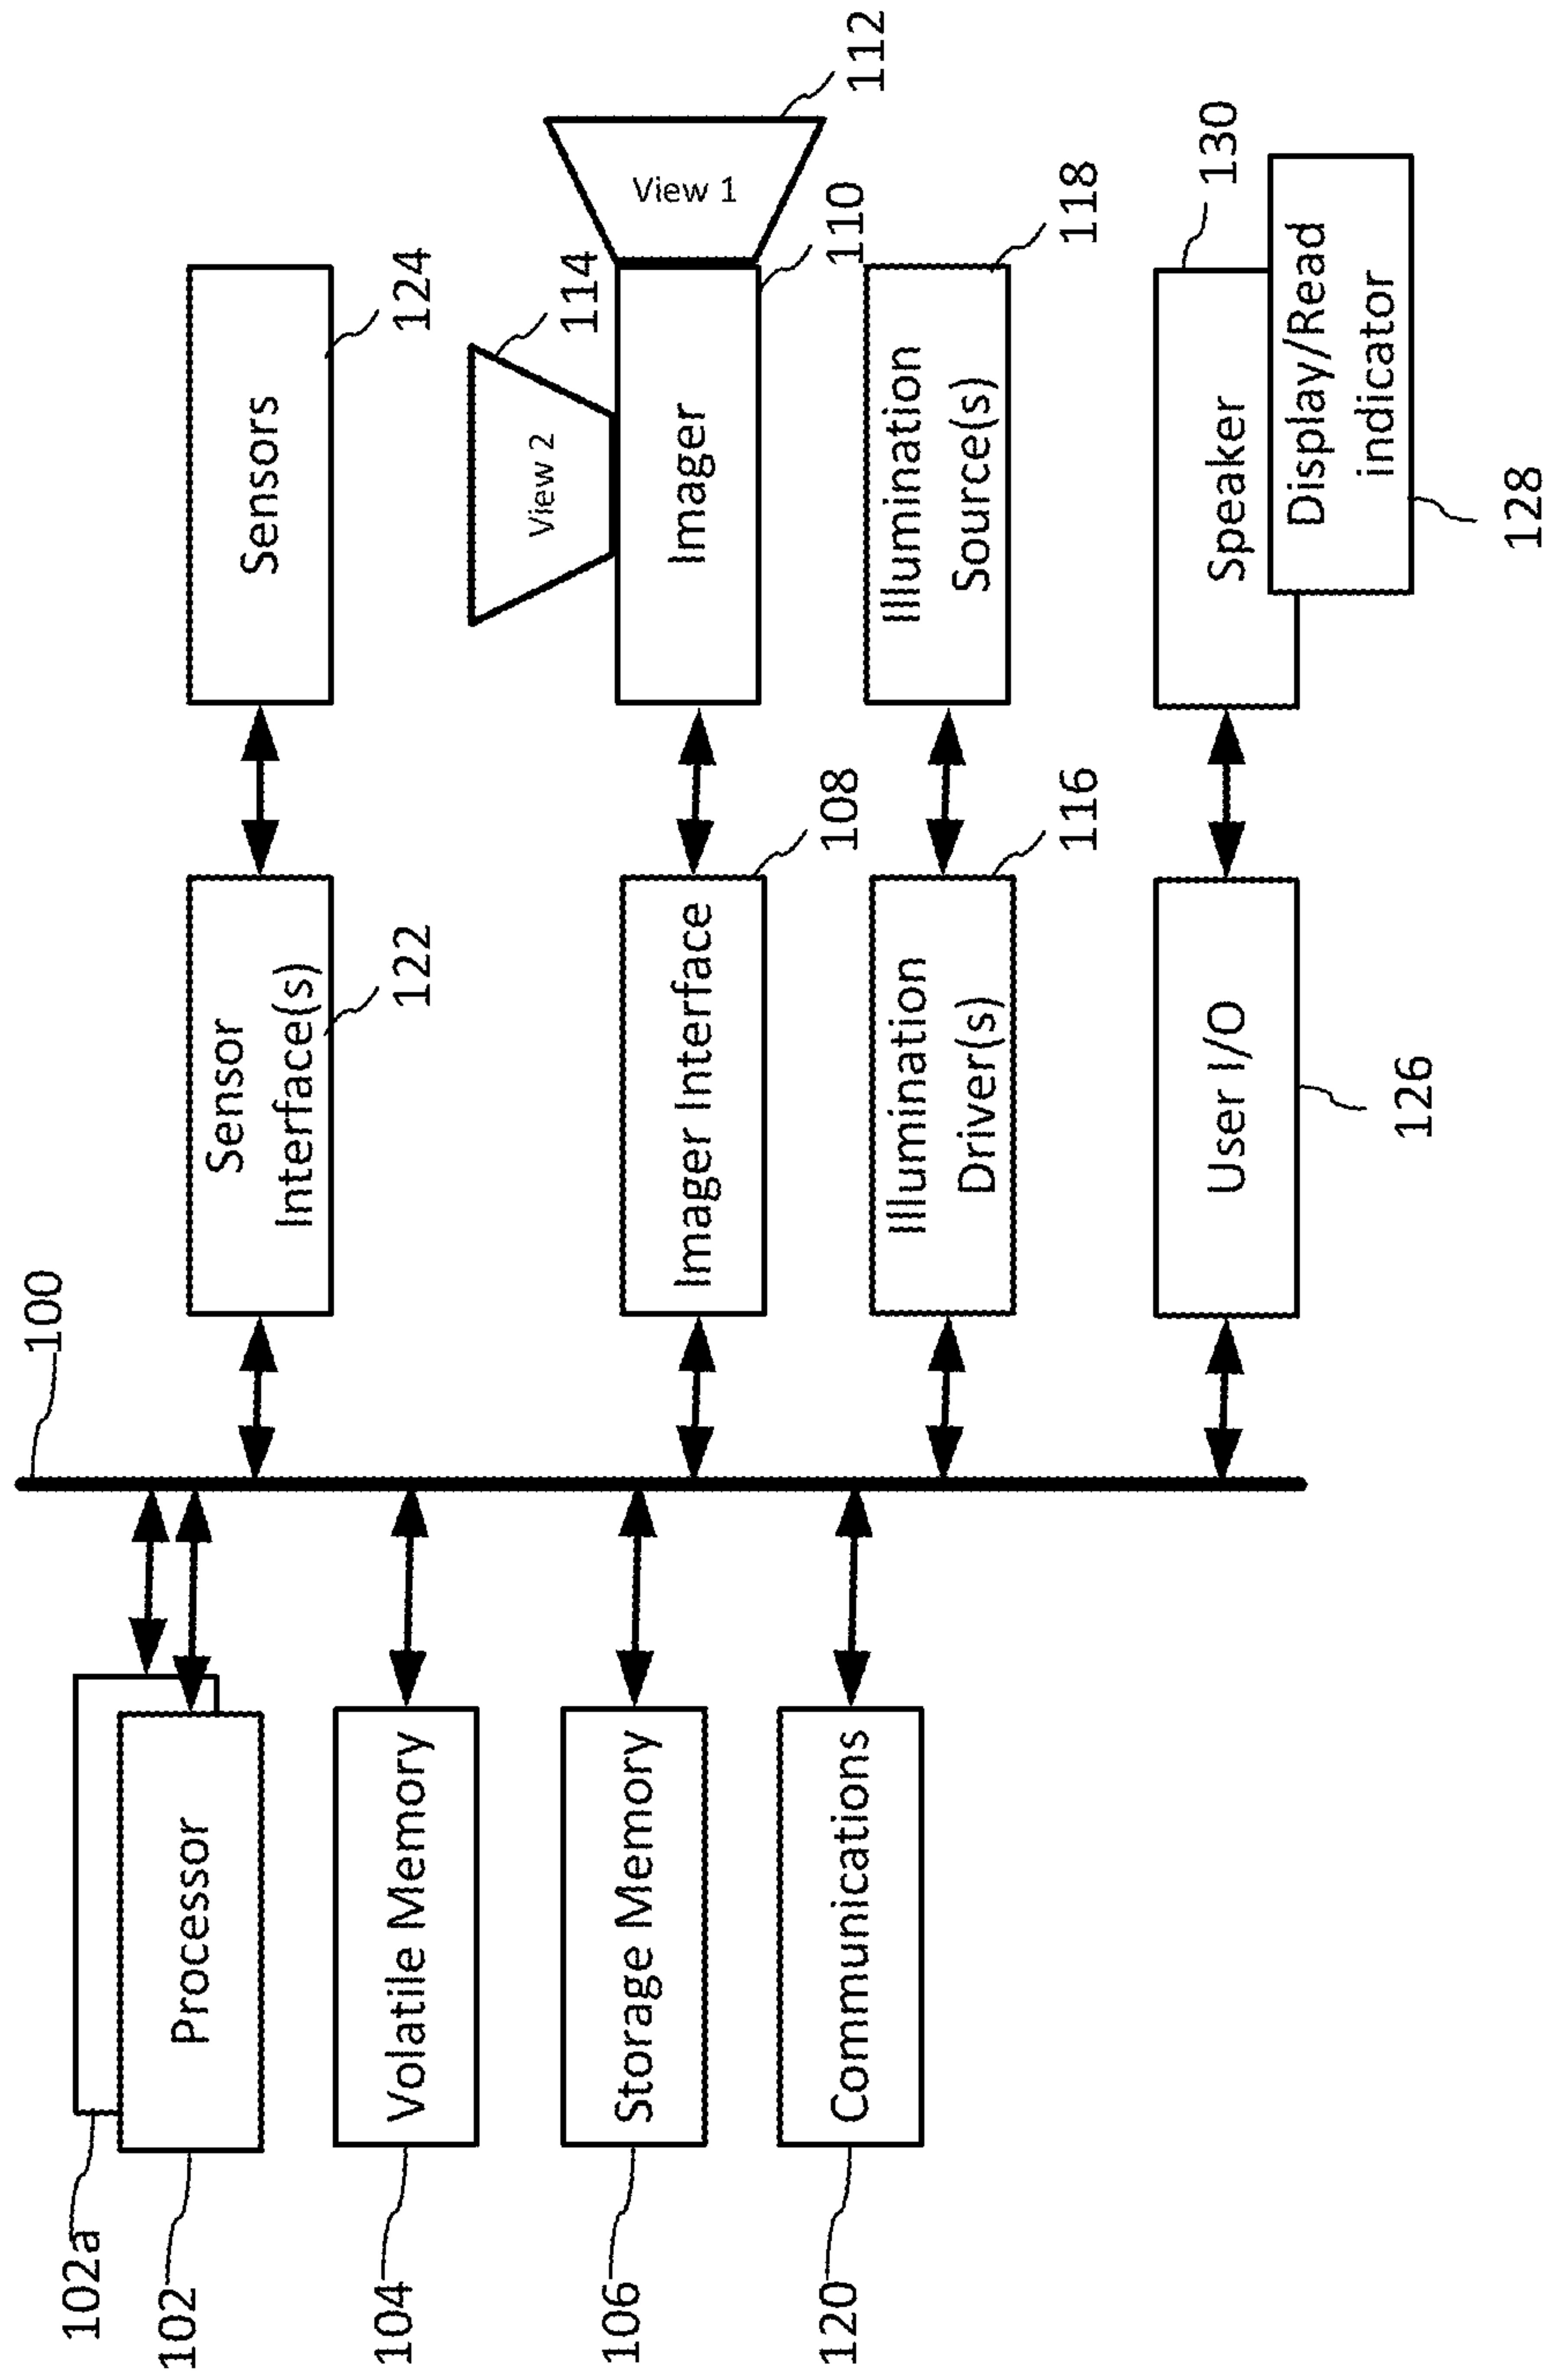 100
102a
102
Processor
104
Volatile Memory
106
Storage Memory
120
Communications
Sensor
Interface(s)
122
Sensors
124
Imager Interface
108
Imager
110
View 2
114
View 1
112
Illumination
Driver(s)
116
Illumination
Source(s)
118
User I/O
126
Speaker
130
Display/Read
indicator
128